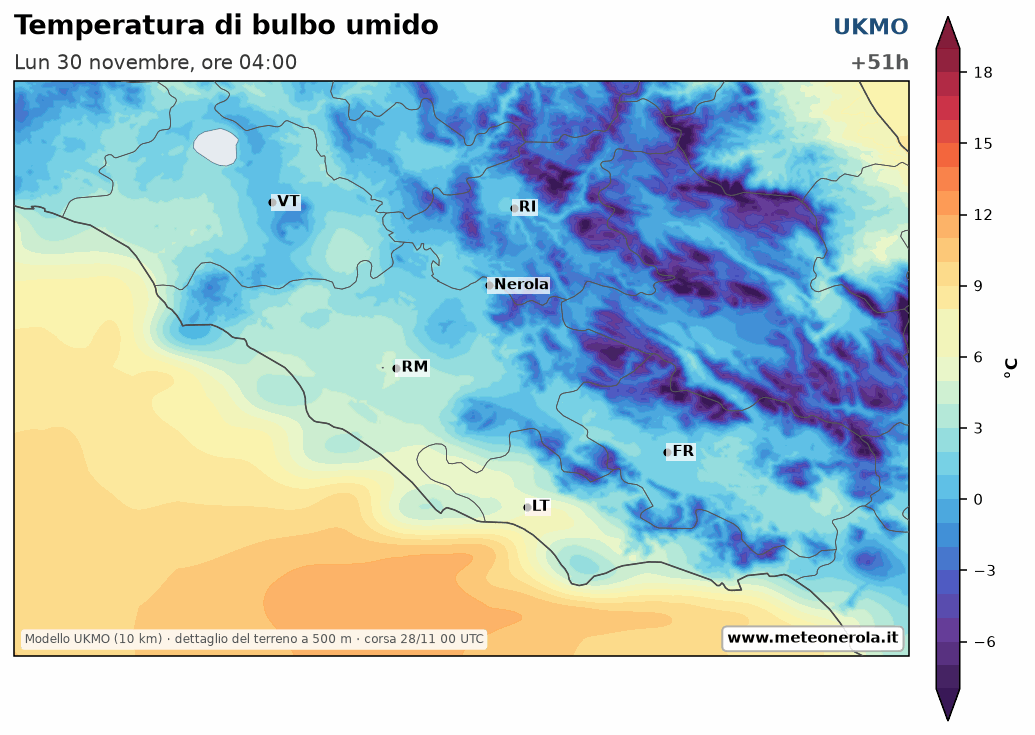 Temperatura di bulbo umido
UKMO
Lun 30 novembre, ore 04:00
+51h
VT
RI
Nerola
RM
FR
LT
18
15
12
9
6
3
0
−3
−6
°C
Modello UKMO (10 km) · dettaglio del terreno a 500 m · corsa 28/11 00 UTC
www.meteonerola.it